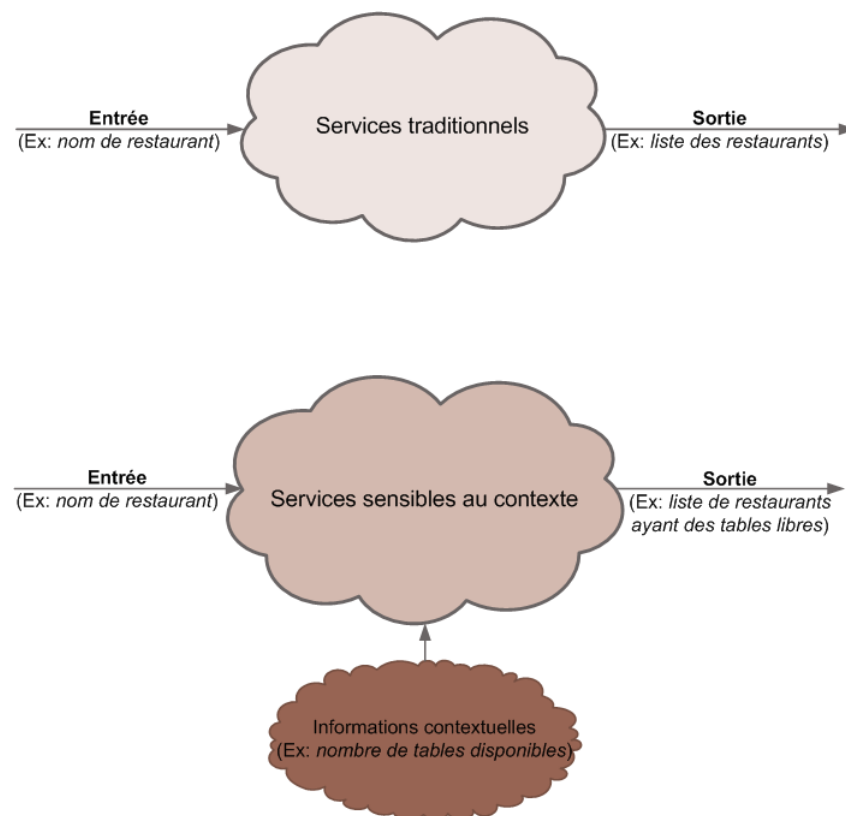 Entrée
(Ex: nom de restaurant)
Services traditionnels
Sortie
(Ex: liste des restaurants)
Entrée
(Ex: nom de restaurant)
Services sensibles au contexte
Sortie
(Ex: liste de restaurants
ayant des tables libres)
Informations contextuelles
(Ex: nombre de tables disponibles)